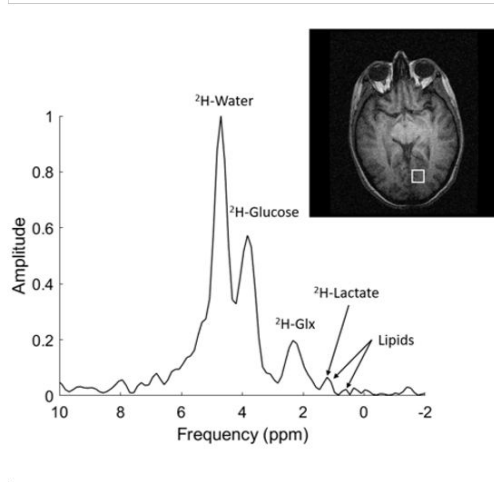 ²H-Water
²H-Glucose
²H-Glx
²H-Lactate
Lipids
Amplitude
1
0.8
0.6
0.4
0.2
0
10 8 6 4 2 0 -2
Frequency (ppm)